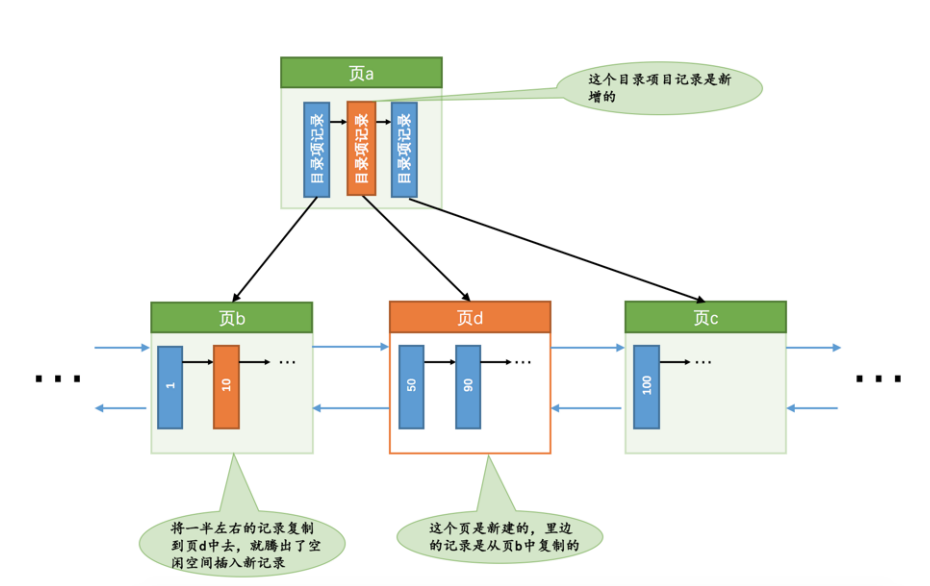 页a
这个目录项目记录是新
增的
目录项记录
目录项记录
目录项记录
页b
页d
页c
1
10
...
50
90
...
100
...
...
...
将一半左右的记录复制
到页d中去，就腾出了空
闲空间插入新记录
这个页是新建的，里边
的记录是从页b中复制的